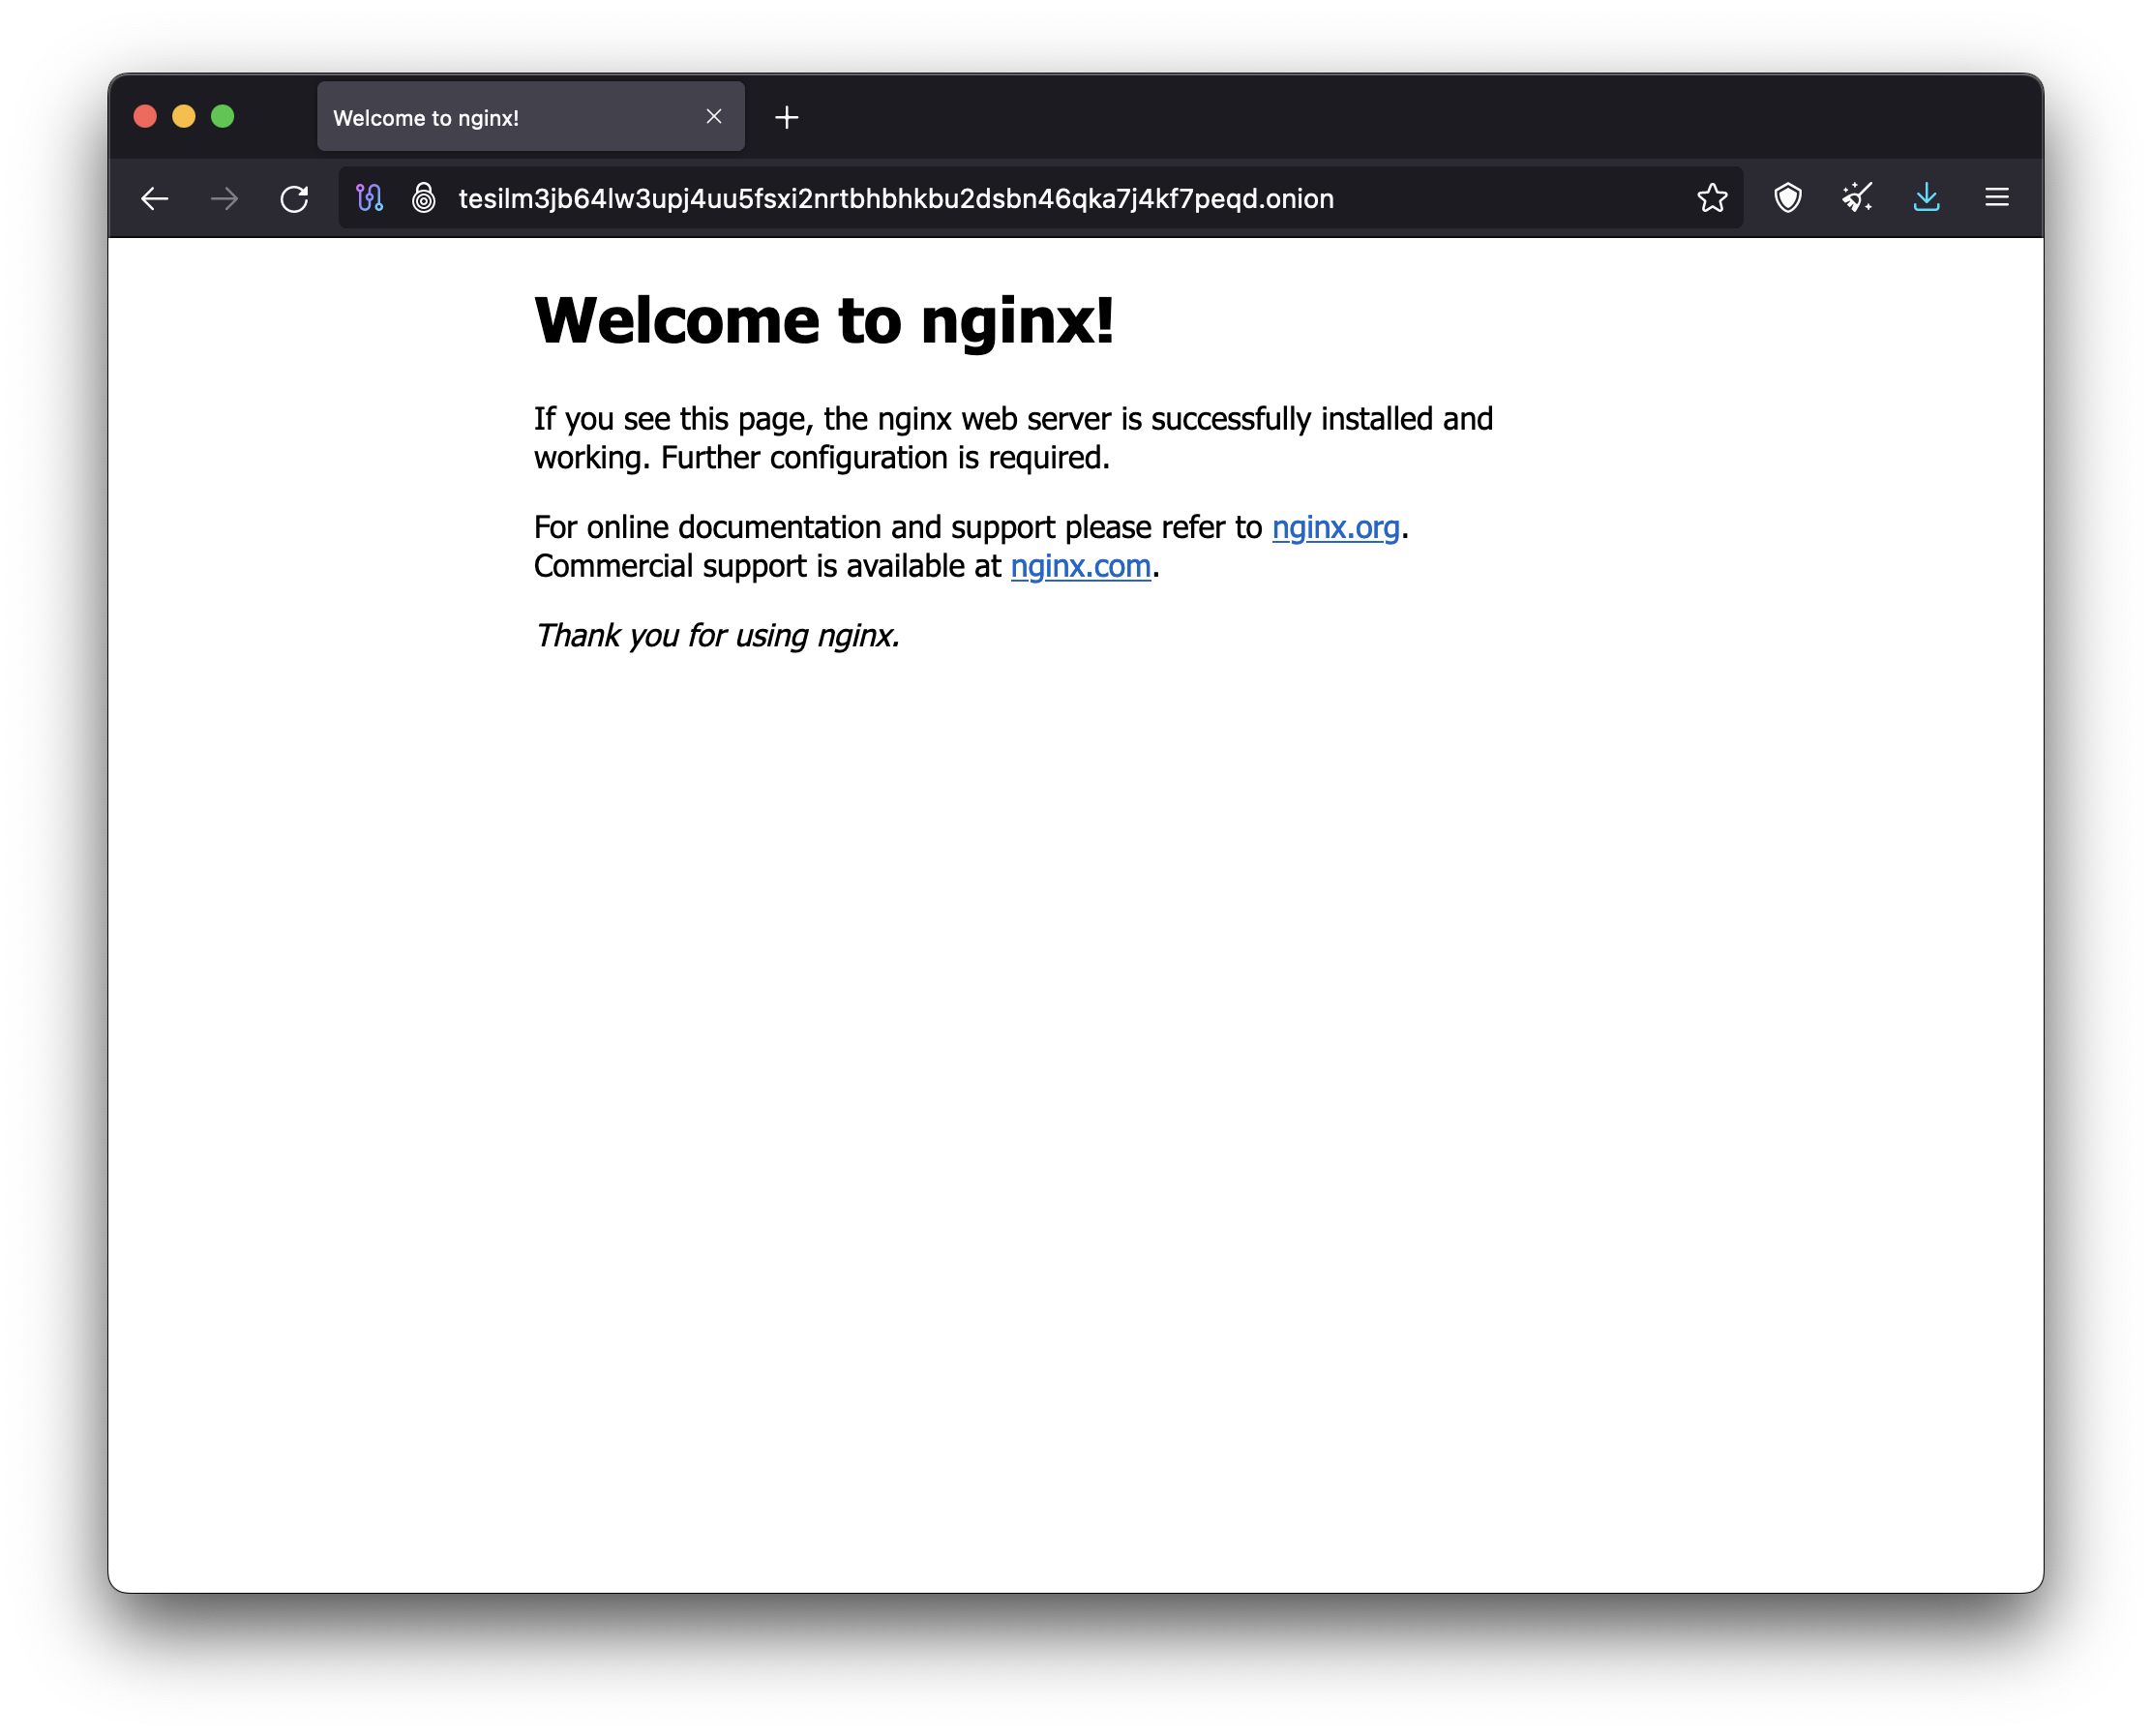 Welcome to nginx!
tesilm3jb64lw3upj4uu5fsxi2nrtbhbhkbu2dsbn46qka7j4kf7peqd.onion
Welcome to nginx!
If you see this page, the nginx web server is successfully installed and
working. Further configuration is required.
For online documentation and support please refer to nginx.org.
Commercial support is available at nginx.com.
Thank you for using nginx.